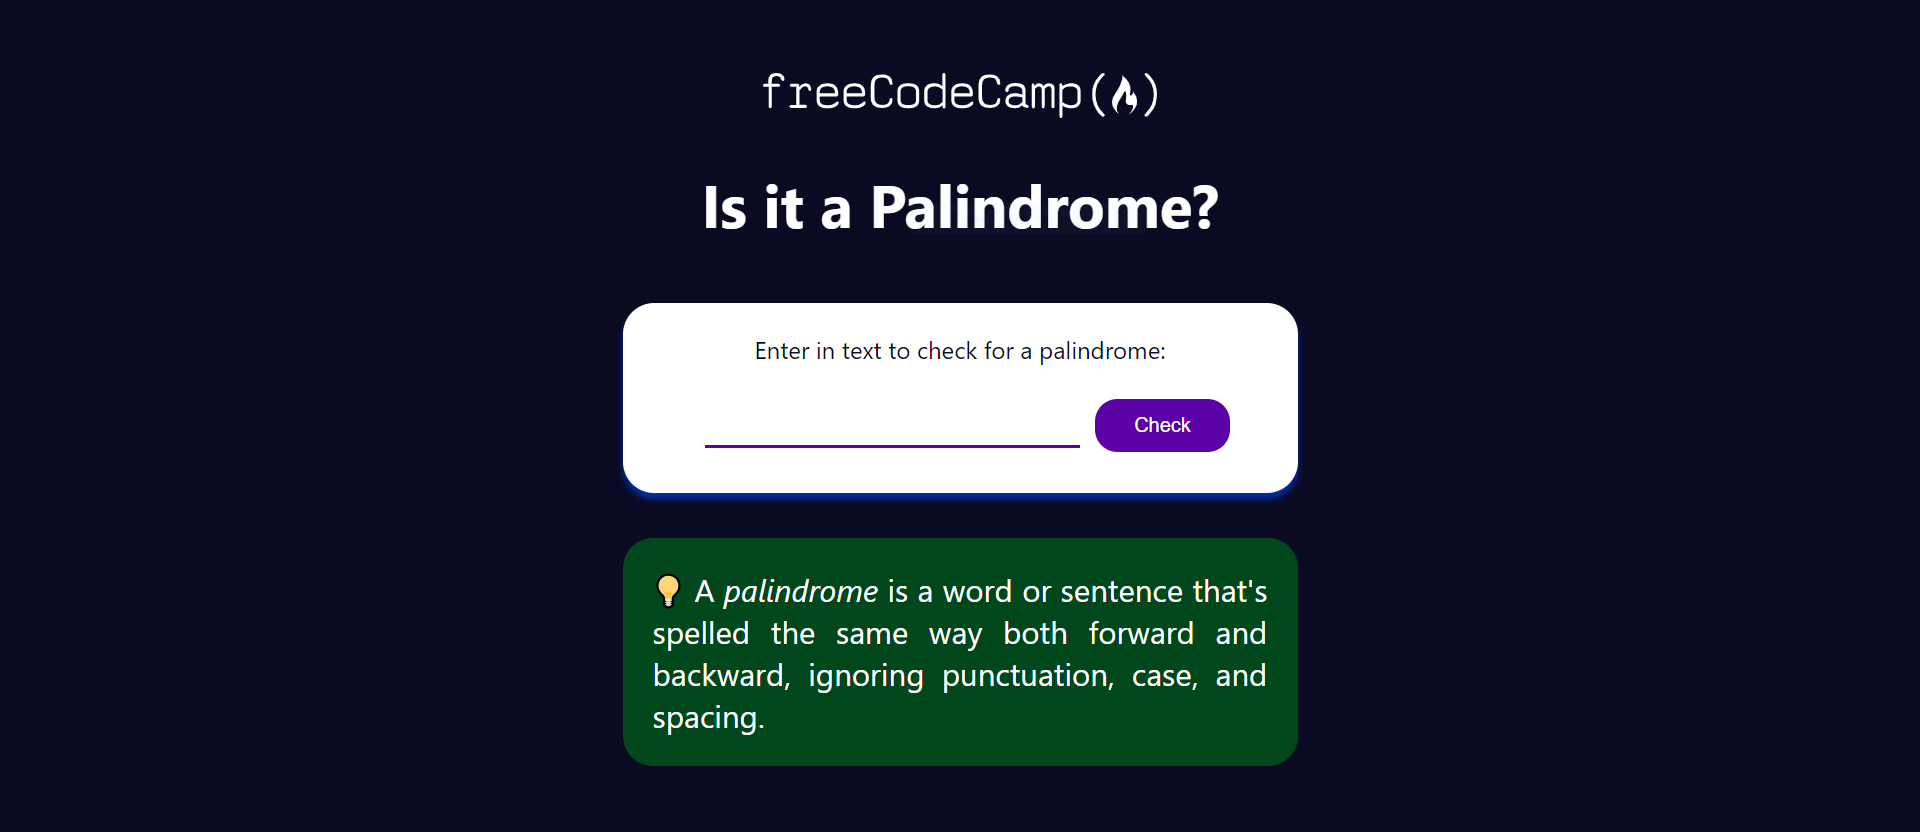 freeCodeCamp(🔥)
Is it a Palindrome?
Enter in text to check for a palindrome:
Check
💡 A palindrome is a word or sentence that's
spelled the same way both forward and
backward, ignoring punctuation, case, and
spacing.